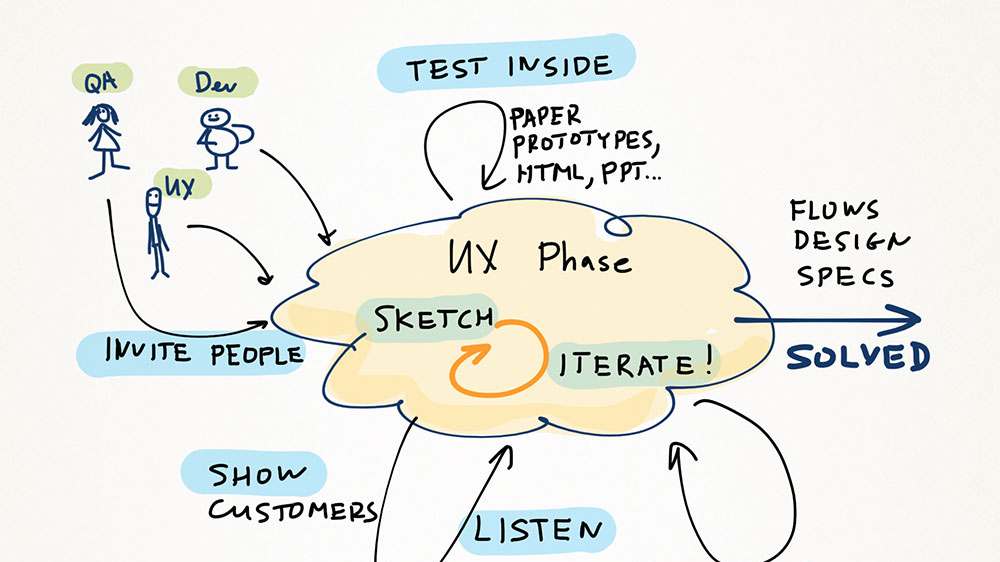 TEST INSIDE
QA
Dev
PAPER
PROTOTYPES,
HTML, PPT...
UX
FLOWS
DESIGN
SPECS
UX Phase
SKETCH
INVITE PEOPLE
ITERATE!
SOLVED
SHOW
CUSTOMERS
LISTEN